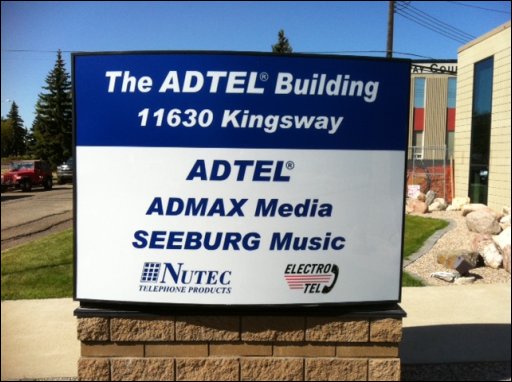 The ADTEL® Building
11630 Kingsway
ADTEL®
ADMAX Media
SEEBURG Music
NUTEC
TELEPHONE PRODUCTS
ELECTRO
TEL